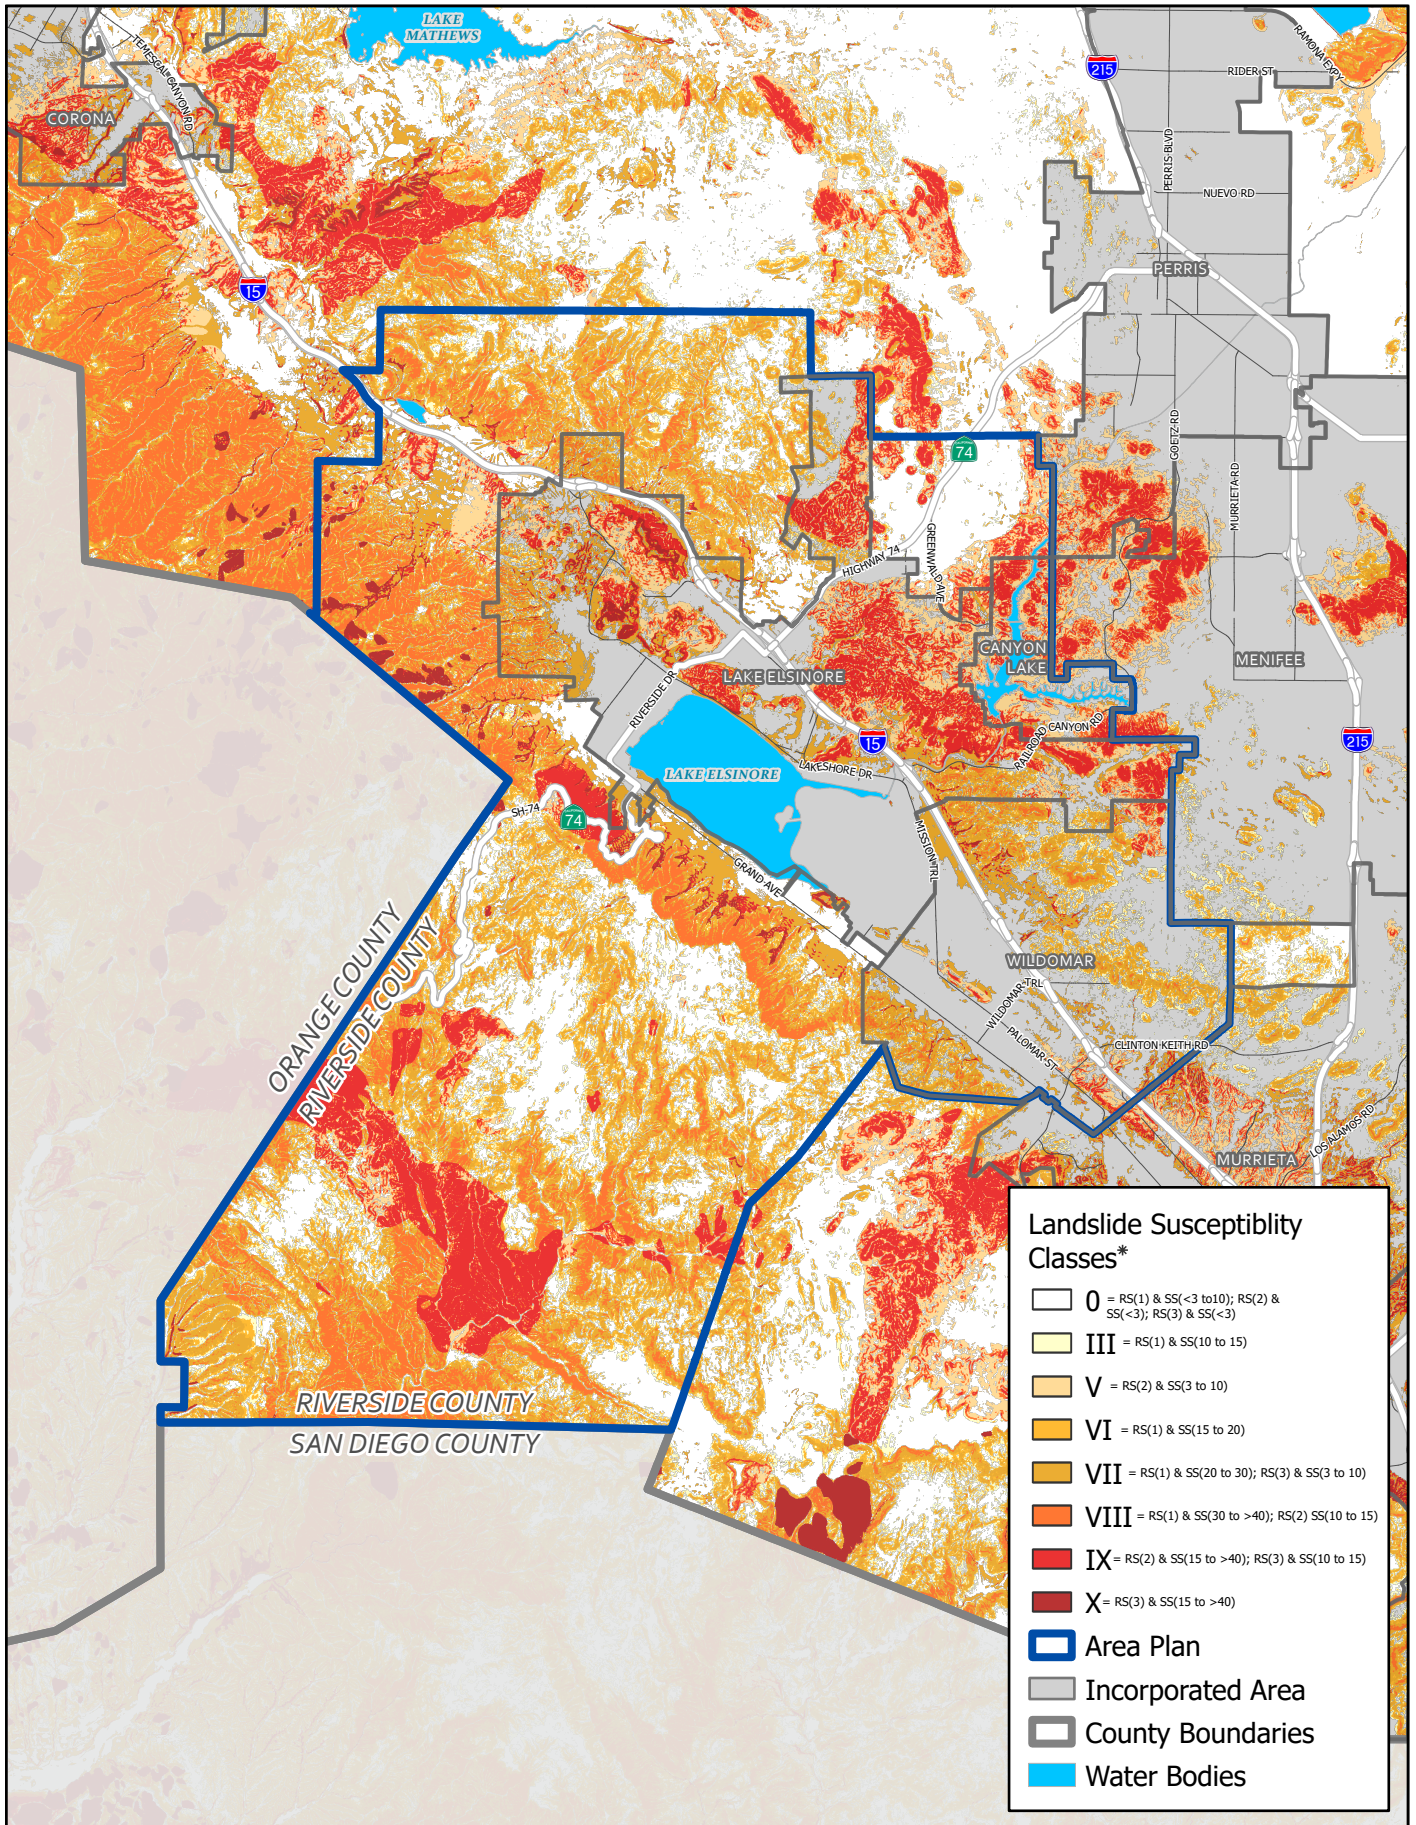 LAKE
MATHEWS
TEMESCAL CANYON RD
CORONA
215
RIDER ST
RAMONA EXPY
PERRIS BLVD
NUEVO RD
PERRIS
15
74
GOETZ RD
MURRIETA RD
HIGHWAY 74
GREENWALD AVE
CANYON
LAKE
MENIFEE
LAKE ELSINORE
RIVERSIDE DR
RAILROAD CANYON RD
15
215
LAKE ELSINORE
LAKESHORE DR
SH-74
74
MISSION TRL
GRAND AVE
WILDOMAR
WILDOMAR TRL
PALOMAR ST
CLINTON KEITH RD
ORANGE COUNTY
RIVERSIDE COUNTY
LOS ALAMOS RD
MURRIETA
RIVERSIDE COUNTY
SAN DIEGO COUNTY
Landslide Susceptiblity
Classes*
0 = RS(1) & SS(<3 to10); RS(2) &
SS(<3); RS(3) & SS(<3)
III = RS(1) & SS(10 to 15)
V = RS(2) & SS(3 to 10)
VI = RS(1) & SS(15 to 20)
VII = RS(1) & SS(20 to 30); RS(3) & SS(3 to 10)
VIII = RS(1) & SS(30 to >40); RS(2) SS(10 to 15)
IX = RS(2) & SS(15 to >40); RS(3) & SS(10 to 15)
X = RS(3) & SS(15 to >40)
Area Plan
Incorporated Area
County Boundaries
Water Bodies